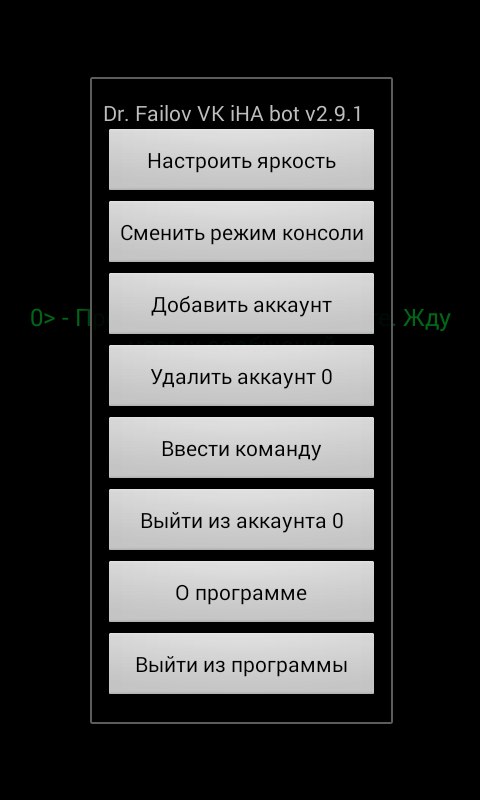 Dr. Failov VK iHA bot v2.9.1
Настроить яркость
Сменить режим консоли
Добавить аккаунт
0> - Жду
Удалить аккаунт 0
Ввести команду
Выйти из аккаунта 0
О программе
Выйти из программы